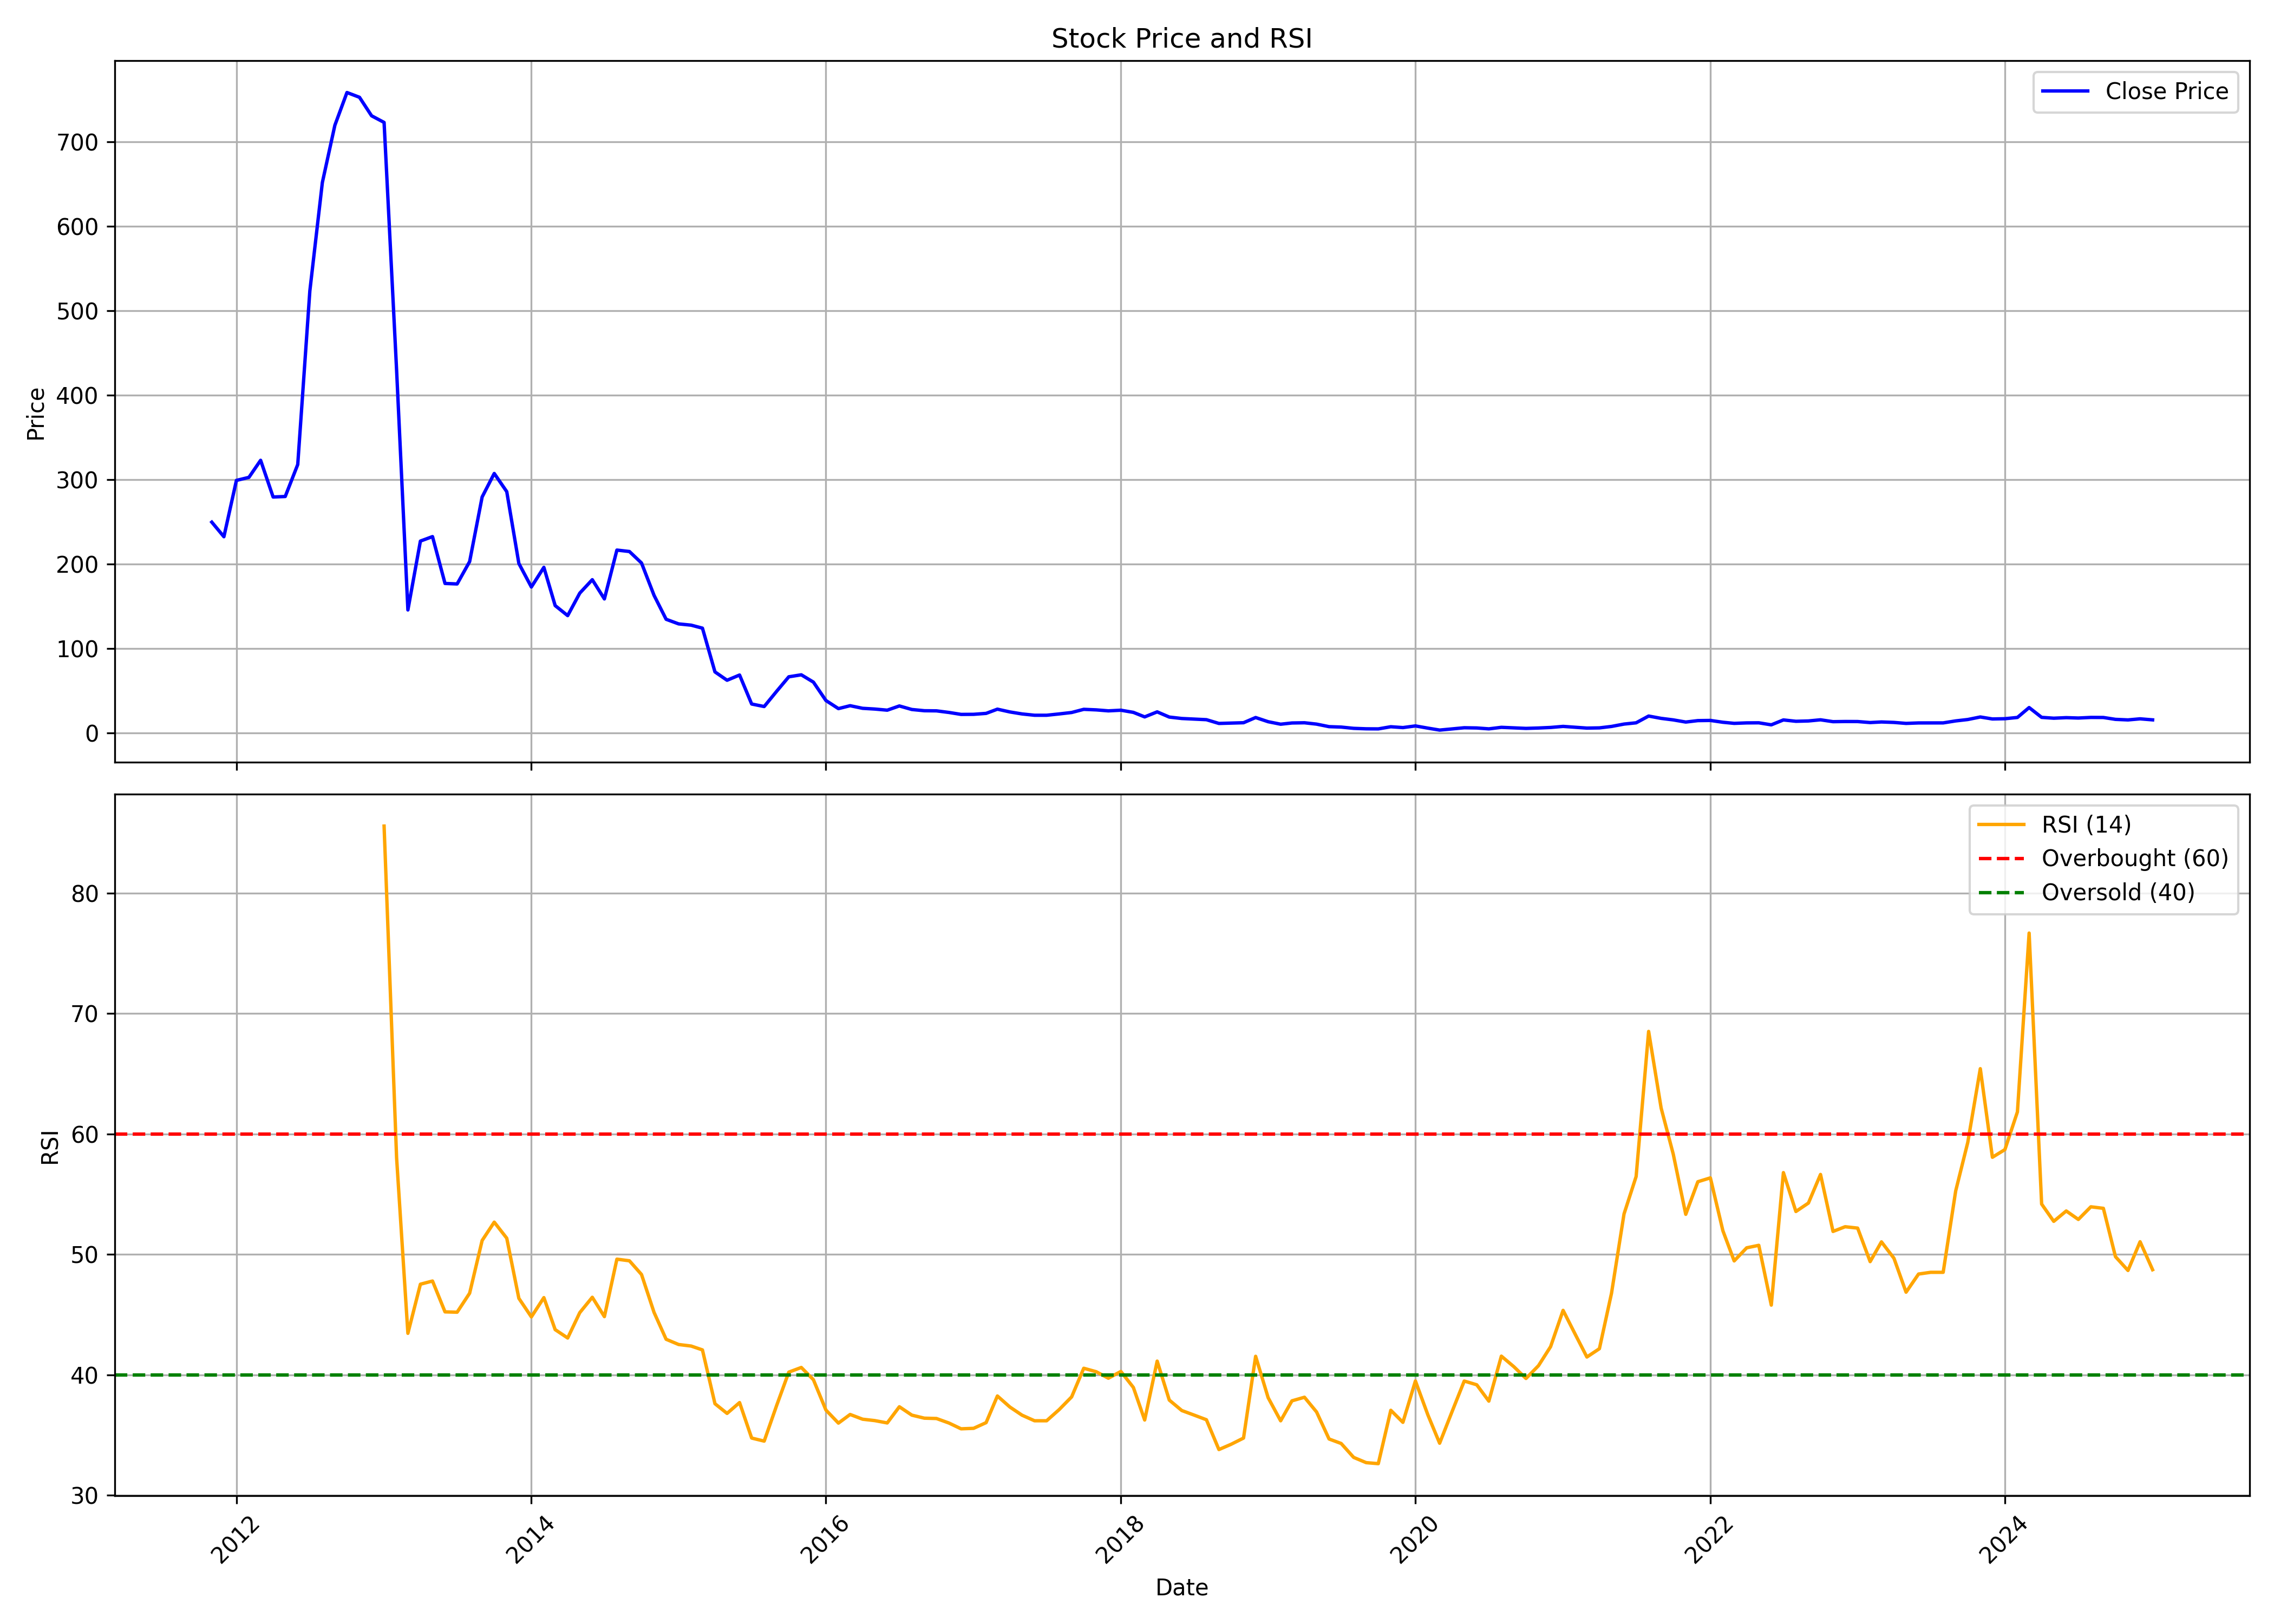 Stock Price and RSI
Close Price
Price
700
600
500
400
300
200
100
0
RSI (14)
Overbought (60)
Oversold (40)
RSI
80
70
60
50
40
30
2012
2014
2016
2018
2020
2022
2024
Date